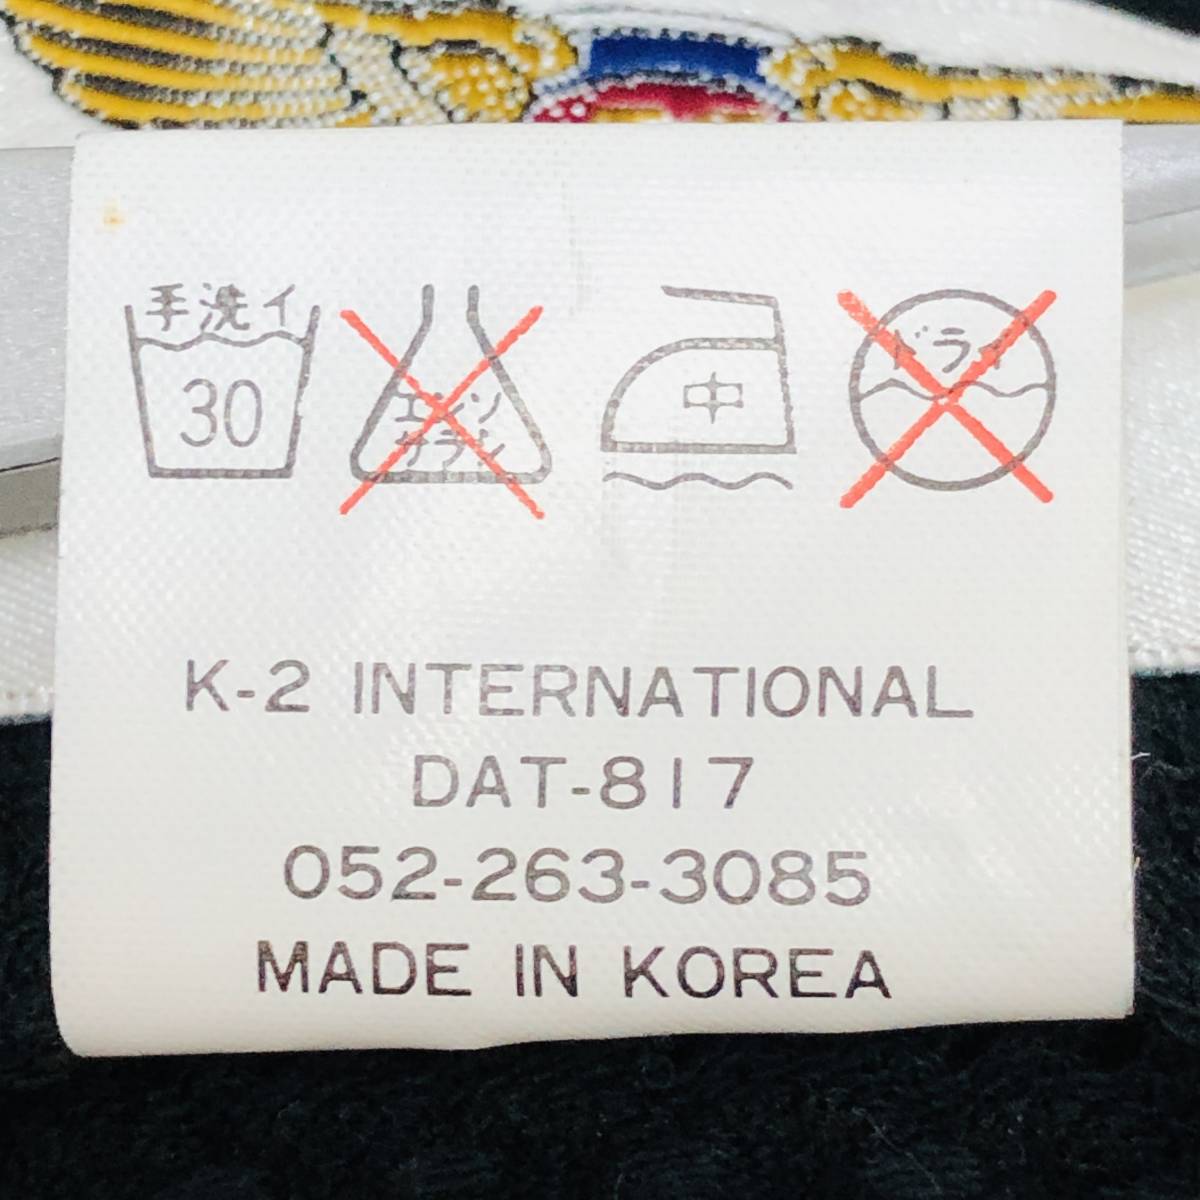 手洗イ
30
エンソ
サラシ
中
ドライ
K-2 INTERNATIONAL
DAT-817
052-263-3085
MADE IN KOREA